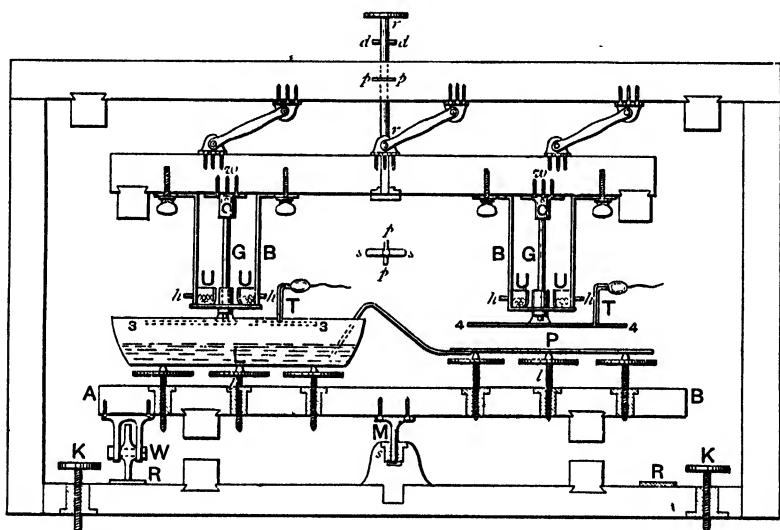 r
d d
p p
r
w w
C C
G B B G
p
s s
p
U U U U
h h h
T T
3 3 4 4
P
l l
A B
M
K W s K
R R